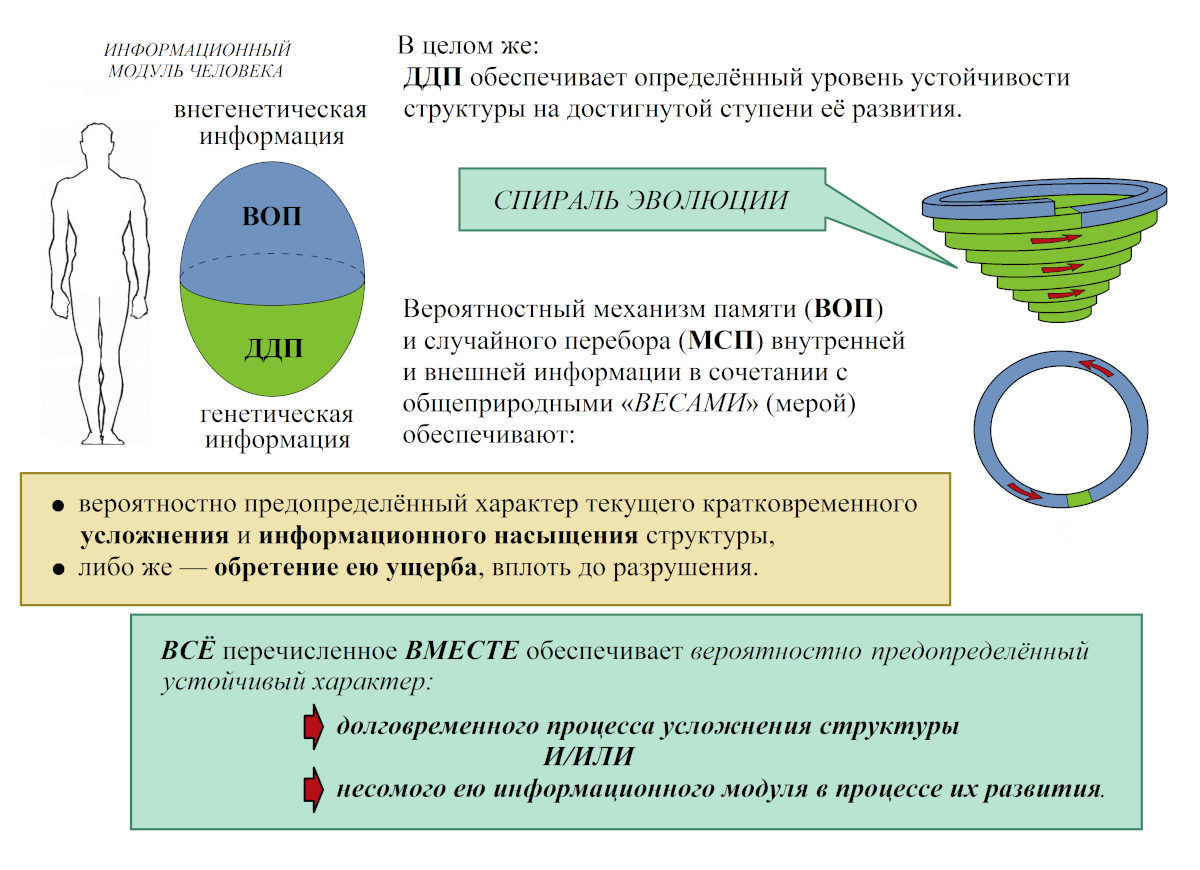 ИНФОРМАЦИОННЫЙ
МОДУЛЬ ЧЕЛОВЕКА
внегенетическая
информация
ВОП
ДДП
генетическая
информация
В целом же:
ДДП обеспечивает определённый уровень устойчивости
структуры на достигнутой ступени её развития.
СПИРАЛЬ ЭВОЛЮЦИИ
Вероятностный механизм памяти (ВОП)
и случайного перебора (МСП) внутренней
и внешней информации в сочетании с
общеприродными «ВЕСАМИ» (мерой)
обеспечивают:
● вероятностно предопределённый характер текущего кратковременного
усложнения и информационного насыщения структуры,
● либо же — обретение ею ущерба, вплоть до разрушения.
ВСЁ перечисленное ВМЕСТЕ обеспечивает вероятностно предопределённый
устойчивый характер:
долговременного процесса усложнения структуры
И/ИЛИ
несомого ею информационного модуля в процессе их развития.